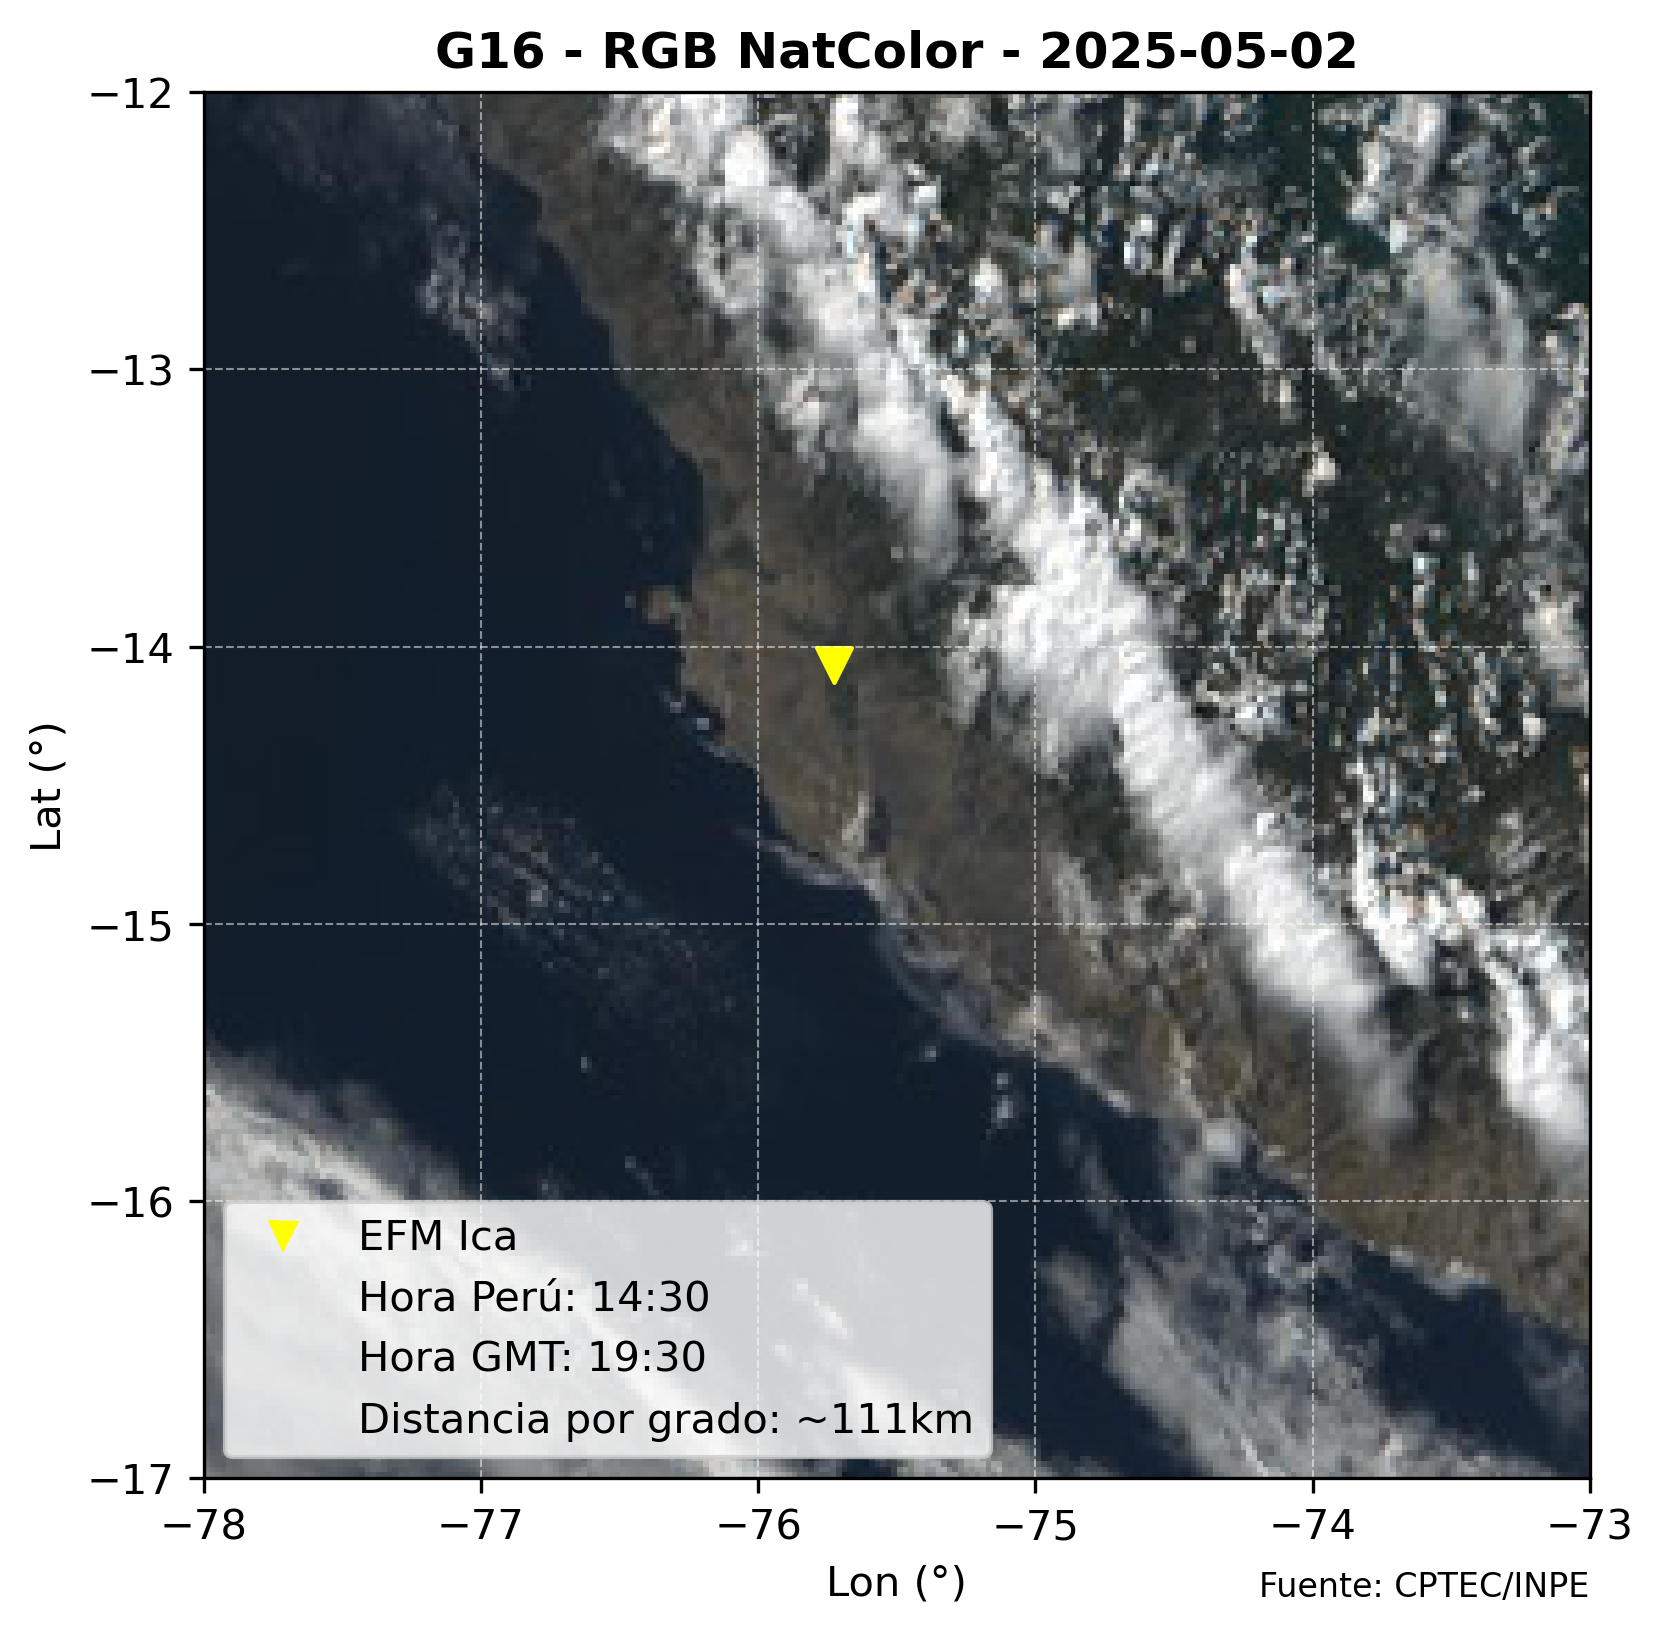 G16 - RGB NatColor - 2025-05-02
−12
−13
−14
−15
−16
−17
Lat (°)
EFM Ica
Hora Perú: 14:30
Hora GMT: 19:30
Distancia por grado: ~111km
−78
−77
−76
−75
−74
−73
Lon (°)
Fuente: CPTEC/INPE